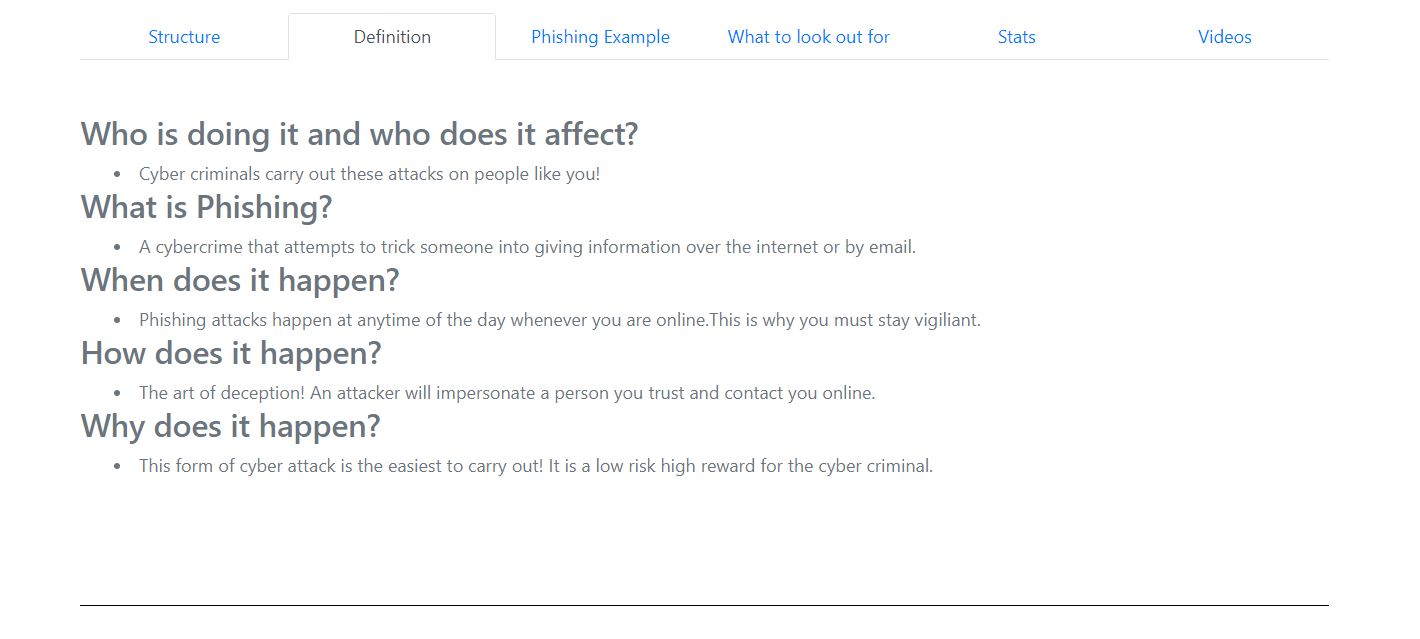 Structure Definition Phishing Example What to look out for Stats Videos
Who is doing it and who does it affect?
• Cyber criminals carry out these attacks on people like you!
What is Phishing?
• A cybercrime that attempts to trick someone into giving information over the internet or by email.
When does it happen?
• Phishing attacks happen at anytime of the day whenever you are online.This is why you must stay vigiliant.
How does it happen?
• The art of deception! An attacker will impersonate a person you trust and contact you online.
Why does it happen?
• This form of cyber attack is the easiest to carry out! It is a low risk high reward for the cyber criminal.